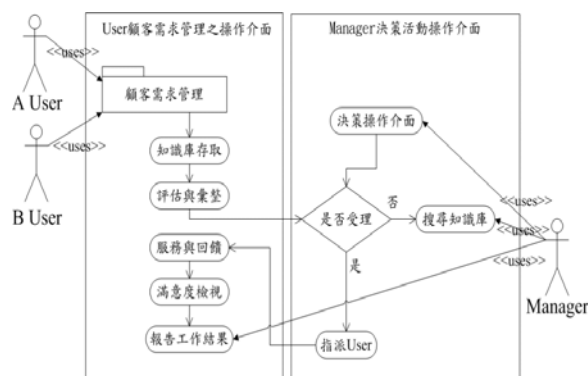 User顧客需求管理之操作介面
Manager決策活動操作介面
<<uses>>
A User
顧客需求管理
<<uses>>
B User
知識庫存取
評估與彙整
決策操作介面
是否受理
否
搜尋知識庫
<<uses>>
<<uses>>
<<uses>>
Manager
是
服務與回饋
滿意度檢視
報告工作結果
指派User